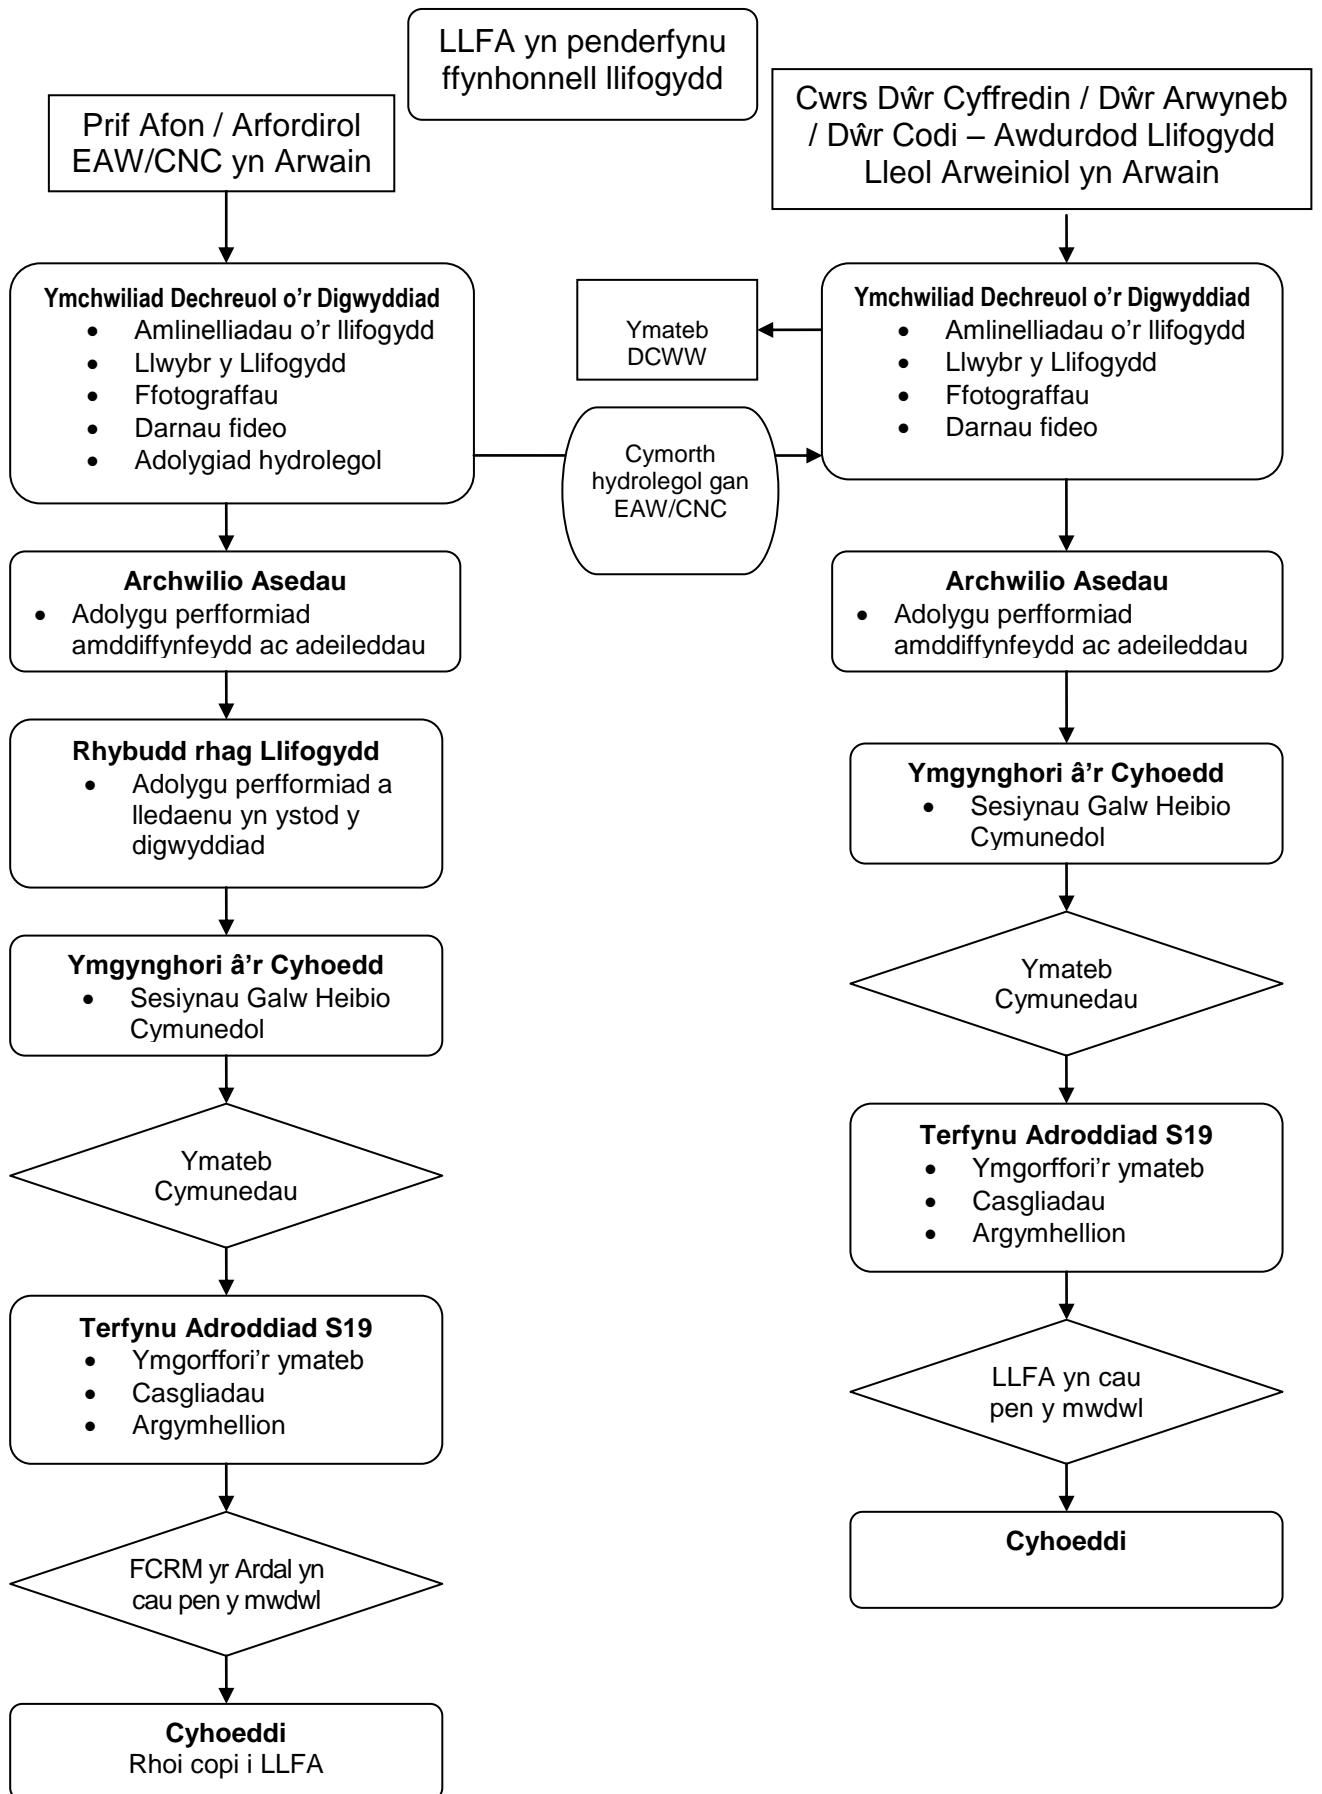 LLFA yn penderfynu
ffynhonnell llifogydd
Prif Afon / Arfordirol
EAW/CNC yn Arwain
Cwrs Dŵr Cyffredin / Dŵr Arwyneb
/ Dŵr Codi – Awdurdod Llifogydd
Lleol Arweiniol yn Arwain
Ymchwiliad Dechreuol o’r Digwyddiad
• Amlinelliadau o’r llifogydd
• Llwybr y Llifogydd
• Ffotograffau
• Darnau fideo
• Adolygiad hydrolegol
Ymateb
DCWW
Cymorth
hydrolegol gan
EAW/CNC
Ymchwiliad Dechreuol o’r Digwyddiad
• Amlinelliadau o’r llifogydd
• Llwybr y Llifogydd
• Ffotograffau
• Darnau fideo
Archwilio Asedau
• Adolygu perfformiad
amddiffynfeydd ac adeileddau
Rhybudd rhag Llifogydd
• Adolygu perfformiad a
lledaenu yn ystod y
digwyddiad
Ymgynghori â’r Cyhoedd
• Sesiynau Galw Heibio
Cymunedol
Ymateb
Cymunedau
Terfynu Adroddiad S19
• Ymgorffori’r ymateb
• Casgliadau
• Argymhellion
FCRM yr Ardal yn
cau pen y mwdwl
Cyhoeddi
Rhoi copi i LLFA
Archwilio Asedau
• Adolygu perfformiad
amddiffynfeydd ac adeileddau
Ymgynghori â’r Cyhoedd
• Sesiynau Galw Heibio
Cymunedol
Ymateb
Cymunedau
Terfynu Adroddiad S19
• Ymgorffori’r ymateb
• Casgliadau
• Argymhellion
LLFA yn cau
pen y mwdwl
Cyhoeddi